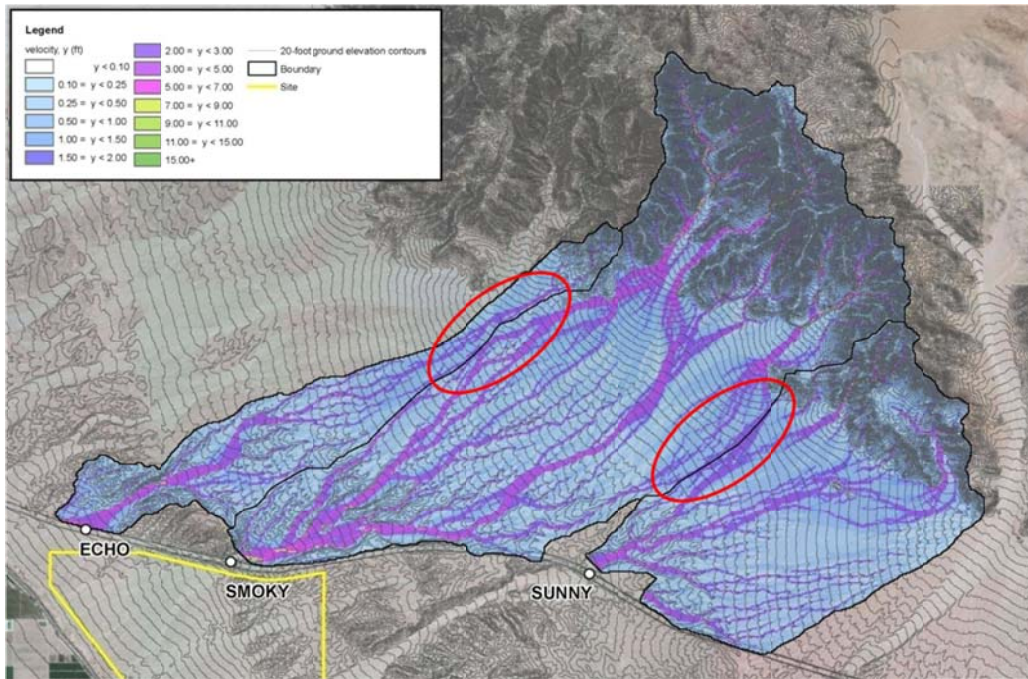 Legend
velocity, y (ft)
y < 0.10
0.10 = y < 0.25
0.25 = y < 0.50
0.50 = y < 1.00
1.00 = y < 1.50
1.50 = y < 2.00
2.00 = y < 3.00
3.00 = y < 5.00
5.00 = y < 7.00
7.00 = y < 9.00
9.00 = y < 11.00
11.00 = y < 15.00
15.00+
20-foot ground elevation contours
Boundary
Site
ECHO
SMOKY
SUNNY